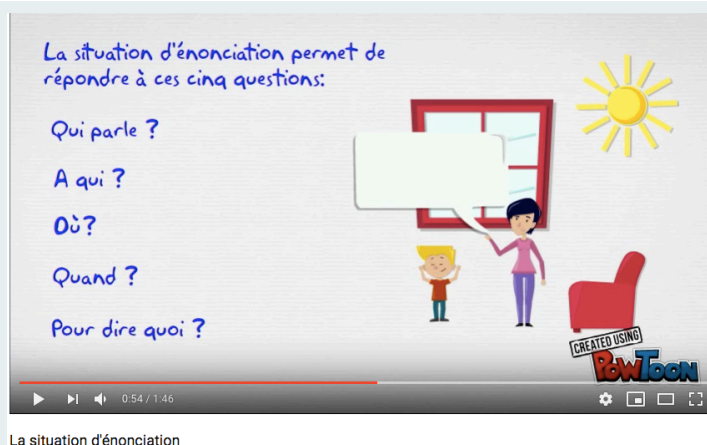 La situation d'énonciation permet de
répondre à ces cinq questions:
Qui parle ?
A qui ?
Où?
Quand ?
Pour dire quoi ?
CREATED USING
POWTOON
0:54 / 1:46
La situation d'énonciation